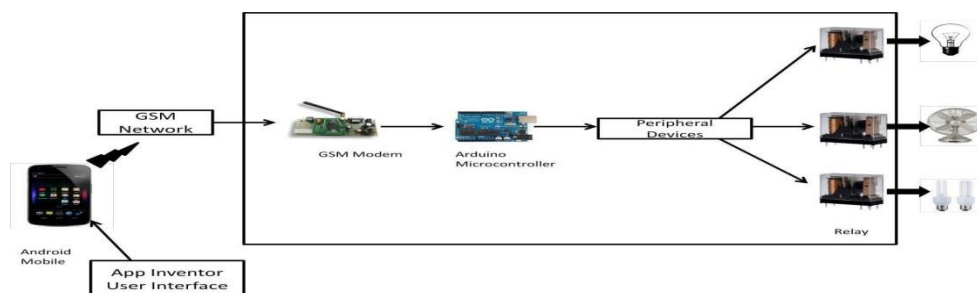 GSM
Network
GSM Modem
Arduino
Microcontroller
Peripheral
Devices
Relay
Android
Mobile
App Inventor
User Interface